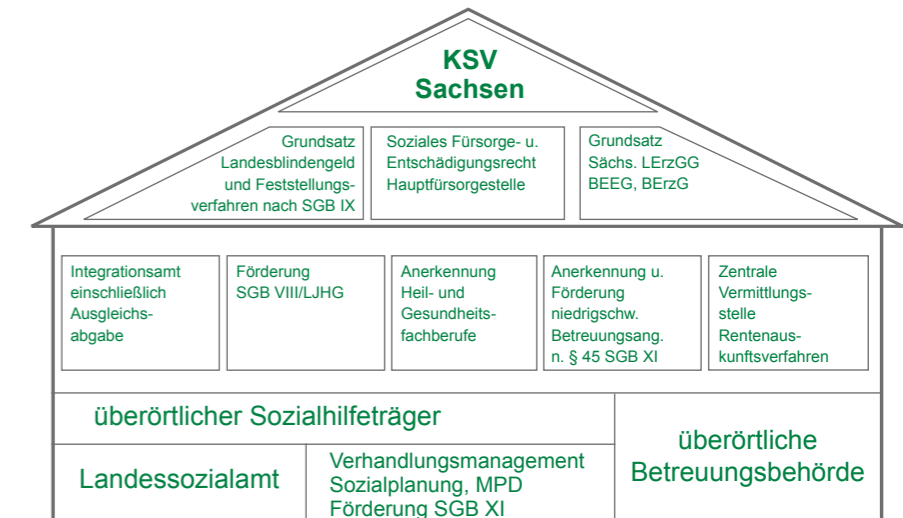 KSV
Sachsen
Grundsatz
Landesblindengeld
und Feststellungs-
verfahren nach SGB IX
Soziales Fürsorge- u.
Entschädigungsrecht
Hauptfürsorgestelle
Grundsatz
Sächs. LErzGG
BEEG, BErzG
Integrationsamt
einschließlich
Ausgleichs-
abgabe
Förderung
SGB VIII/LJHG
Anerkennung
Heil- und
Gesundheits-
fachberufe
Anerkennung u.
Förderung
niedrigschw.
Betreuungsang.
n. § 45 SGB XI
Zentrale
Vermittlungs-
stelle
Rentenaus-
kunftsverfahren
überörtlicher Sozialhilfeträger
Landessozialamt
Verhandlungsmanagement
Sozialplanung, MPD
Förderung SGB XI
überörtliche
Betreuungsbehörde